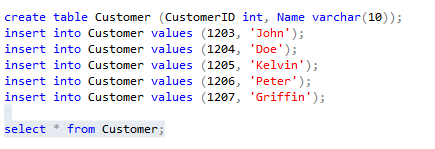 create table Customer (CustomerID int, Name varchar(10));
insert into Customer values (1203, 'John');
insert into Customer values (1204, 'Doe');
insert into Customer values (1205, 'Kelvin');
insert into Customer values (1206, 'Peter');
insert into Customer values (1207, 'Griffin');
select * from Customer;